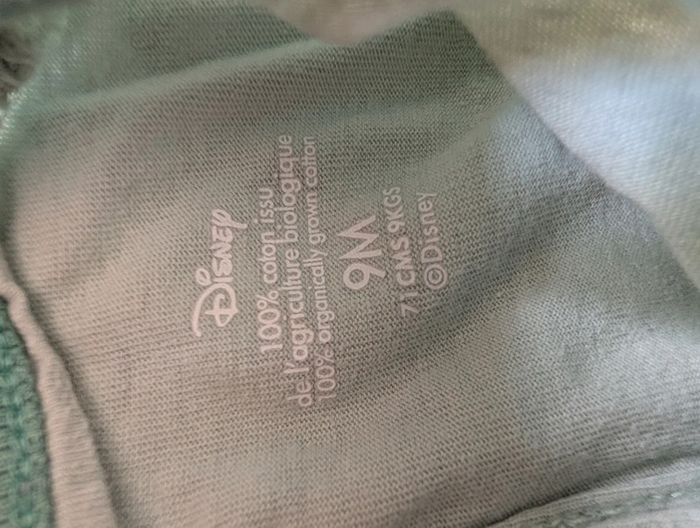 Disney
100% coton issu
de l'agriculture biologique
100% organically grown cotton
9M
71 CMS 9KGS
©Disney